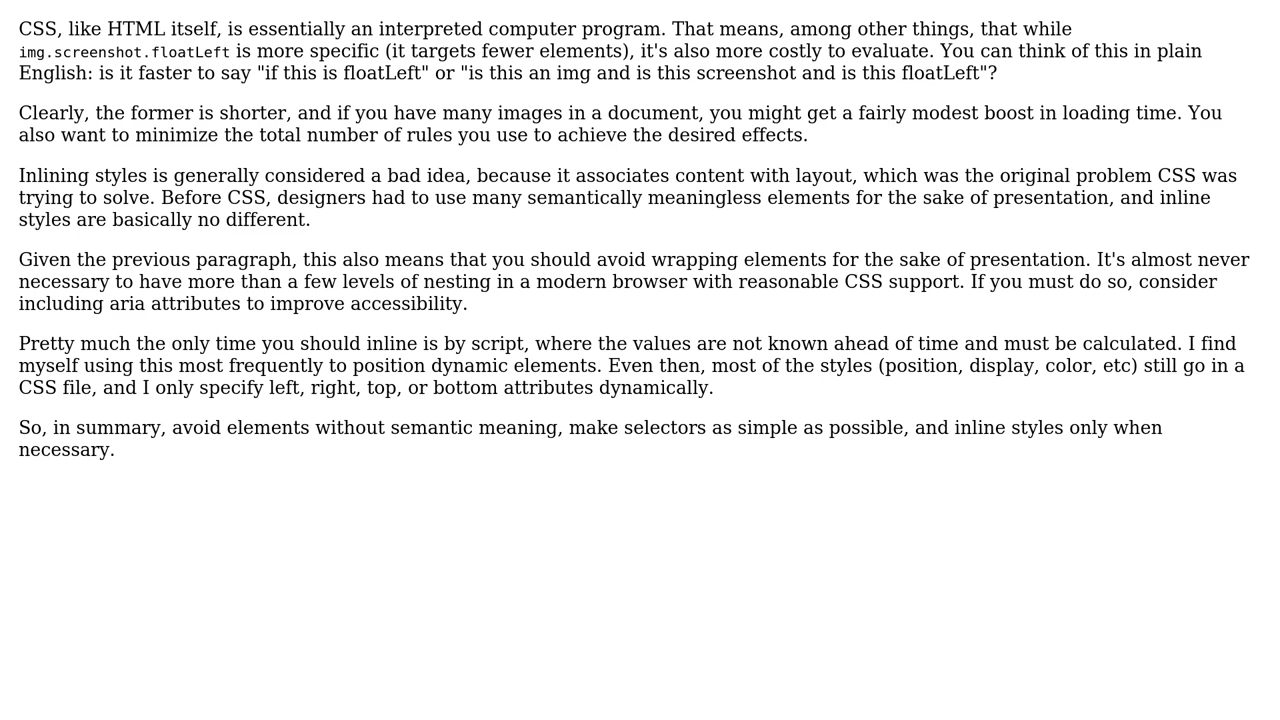 CSS, like HTML itself, is essentially an interpreted computer program. That means, among other things, that while
img.screenshot.floatLeft is more specific (it targets fewer elements), it's also more costly to evaluate. You can think of this in plain
English: is it faster to say "if this is floatLeft" or "is this an img and is this screenshot and is this floatLeft"?
Clearly, the former is shorter, and if you have many images in a document, you might get a fairly modest boost in loading time. You
also want to minimize the total number of rules you use to achieve the desired effects.
Inlining styles is generally considered a bad idea, because it associates content with layout, which was the original problem CSS was
trying to solve. Before CSS, designers had to use many semantically meaningless elements for the sake of presentation, and inline
styles are basically no different.
Given the previous paragraph, this also means that you should avoid wrapping elements for the sake of presentation. It's almost never
necessary to have more than a few levels of nesting in a modern browser with reasonable CSS support. If you must do so, consider
including aria attributes to improve accessibility.
Pretty much the only time you should inline is by script, where the values are not known ahead of time and must be calculated. I find
myself using this most frequently to position dynamic elements. Even then, most of the styles (position, display, color, etc) still go in a
CSS file, and I only specify left, right, top, or bottom attributes dynamically.
So, in summary, avoid elements without semantic meaning, make selectors as simple as possible, and inline styles only when
necessary.